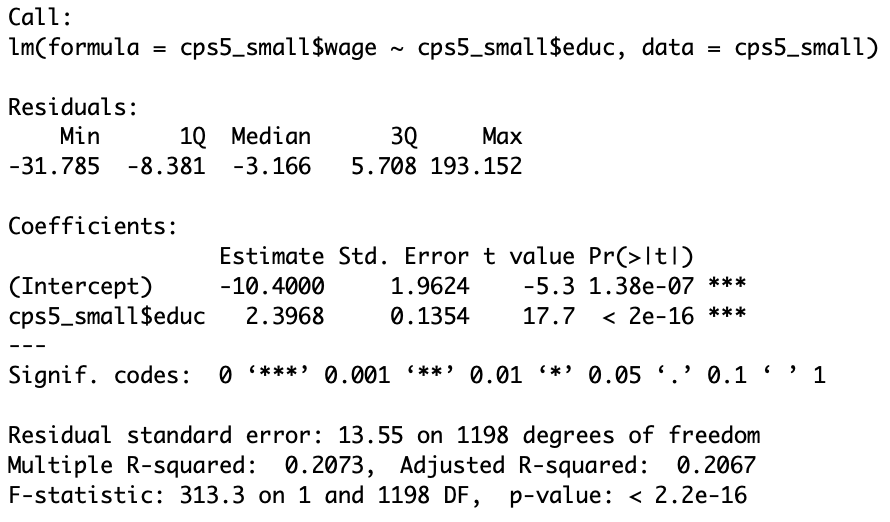 Call:
lm(formula = cps5_small$wage ~ cps5_small$educ, data = cps5_small)
Residuals:
Min 1Q Median 3Q Max
-31.785 -8.381 -3.166 5.708 193.152
Coefficients:
Estimate Std. Error t value Pr(>|t|)
(Intercept) -10.4000 1.9624 -5.3 1.38e-07 ***
cps5_small$educ 2.3968 0.1354 17.7 < 2e-16 ***
---
Signif. codes: 0 ‘***’ 0.001 ‘**’ 0.01 ‘*’ 0.05 ‘.’ 0.1 ‘ ’ 1
Residual standard error: 13.55 on 1198 degrees of freedom
Multiple R-squared: 0.2073, Adjusted R-squared: 0.2067
F-statistic: 313.3 on 1 and 1198 DF, p-value: < 2.2e-16